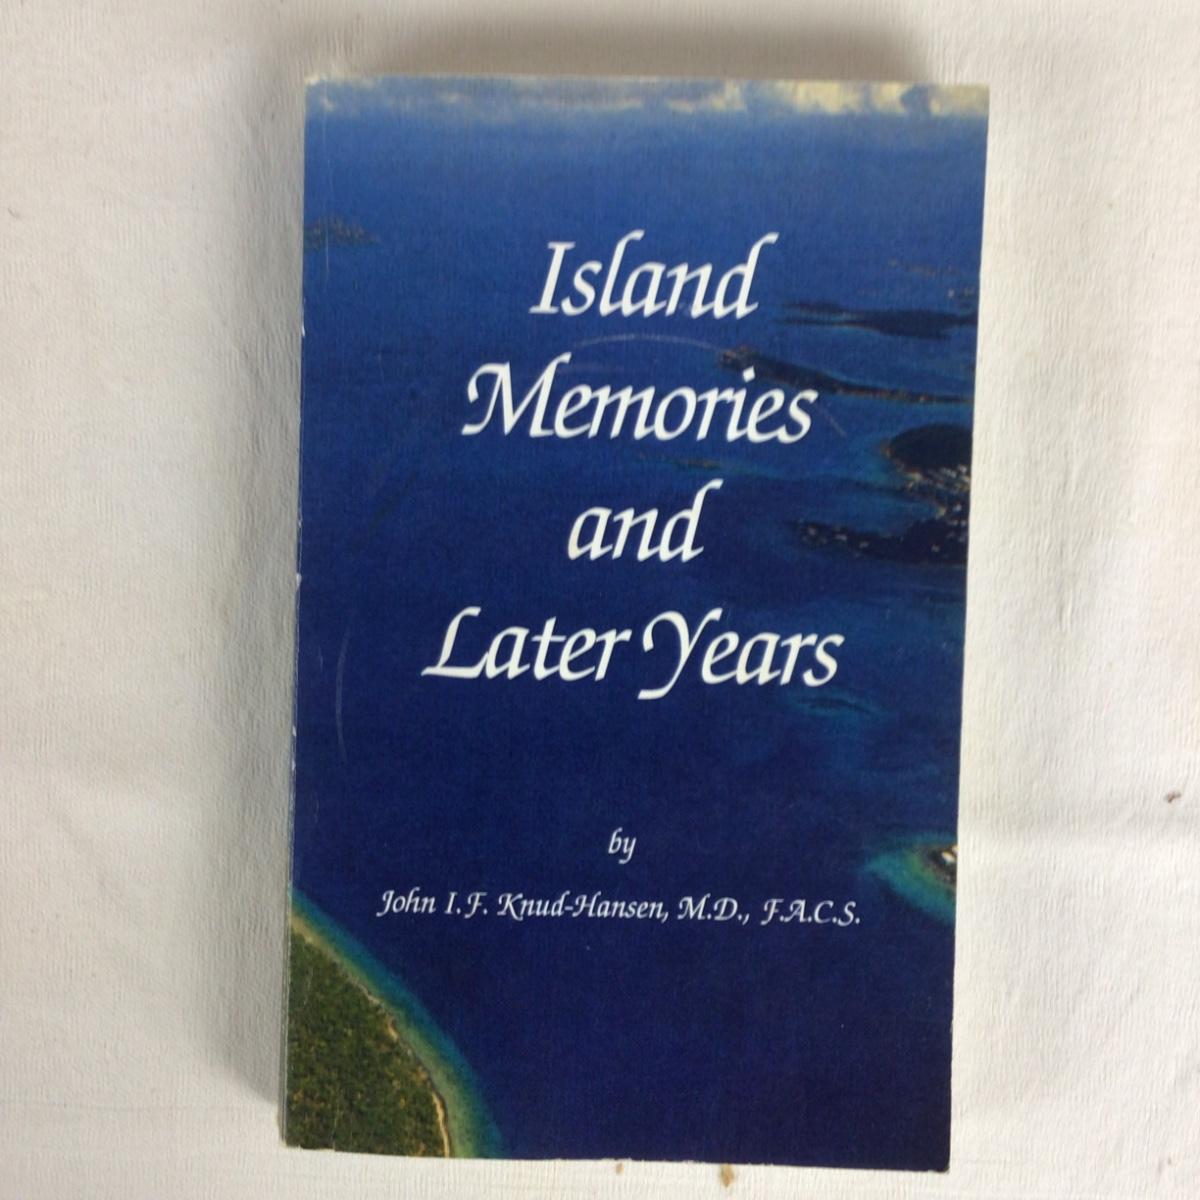 Island
Memories
and
Later Years
by
John I.F. Knud-Hansen, M.D., F.A.C.S.